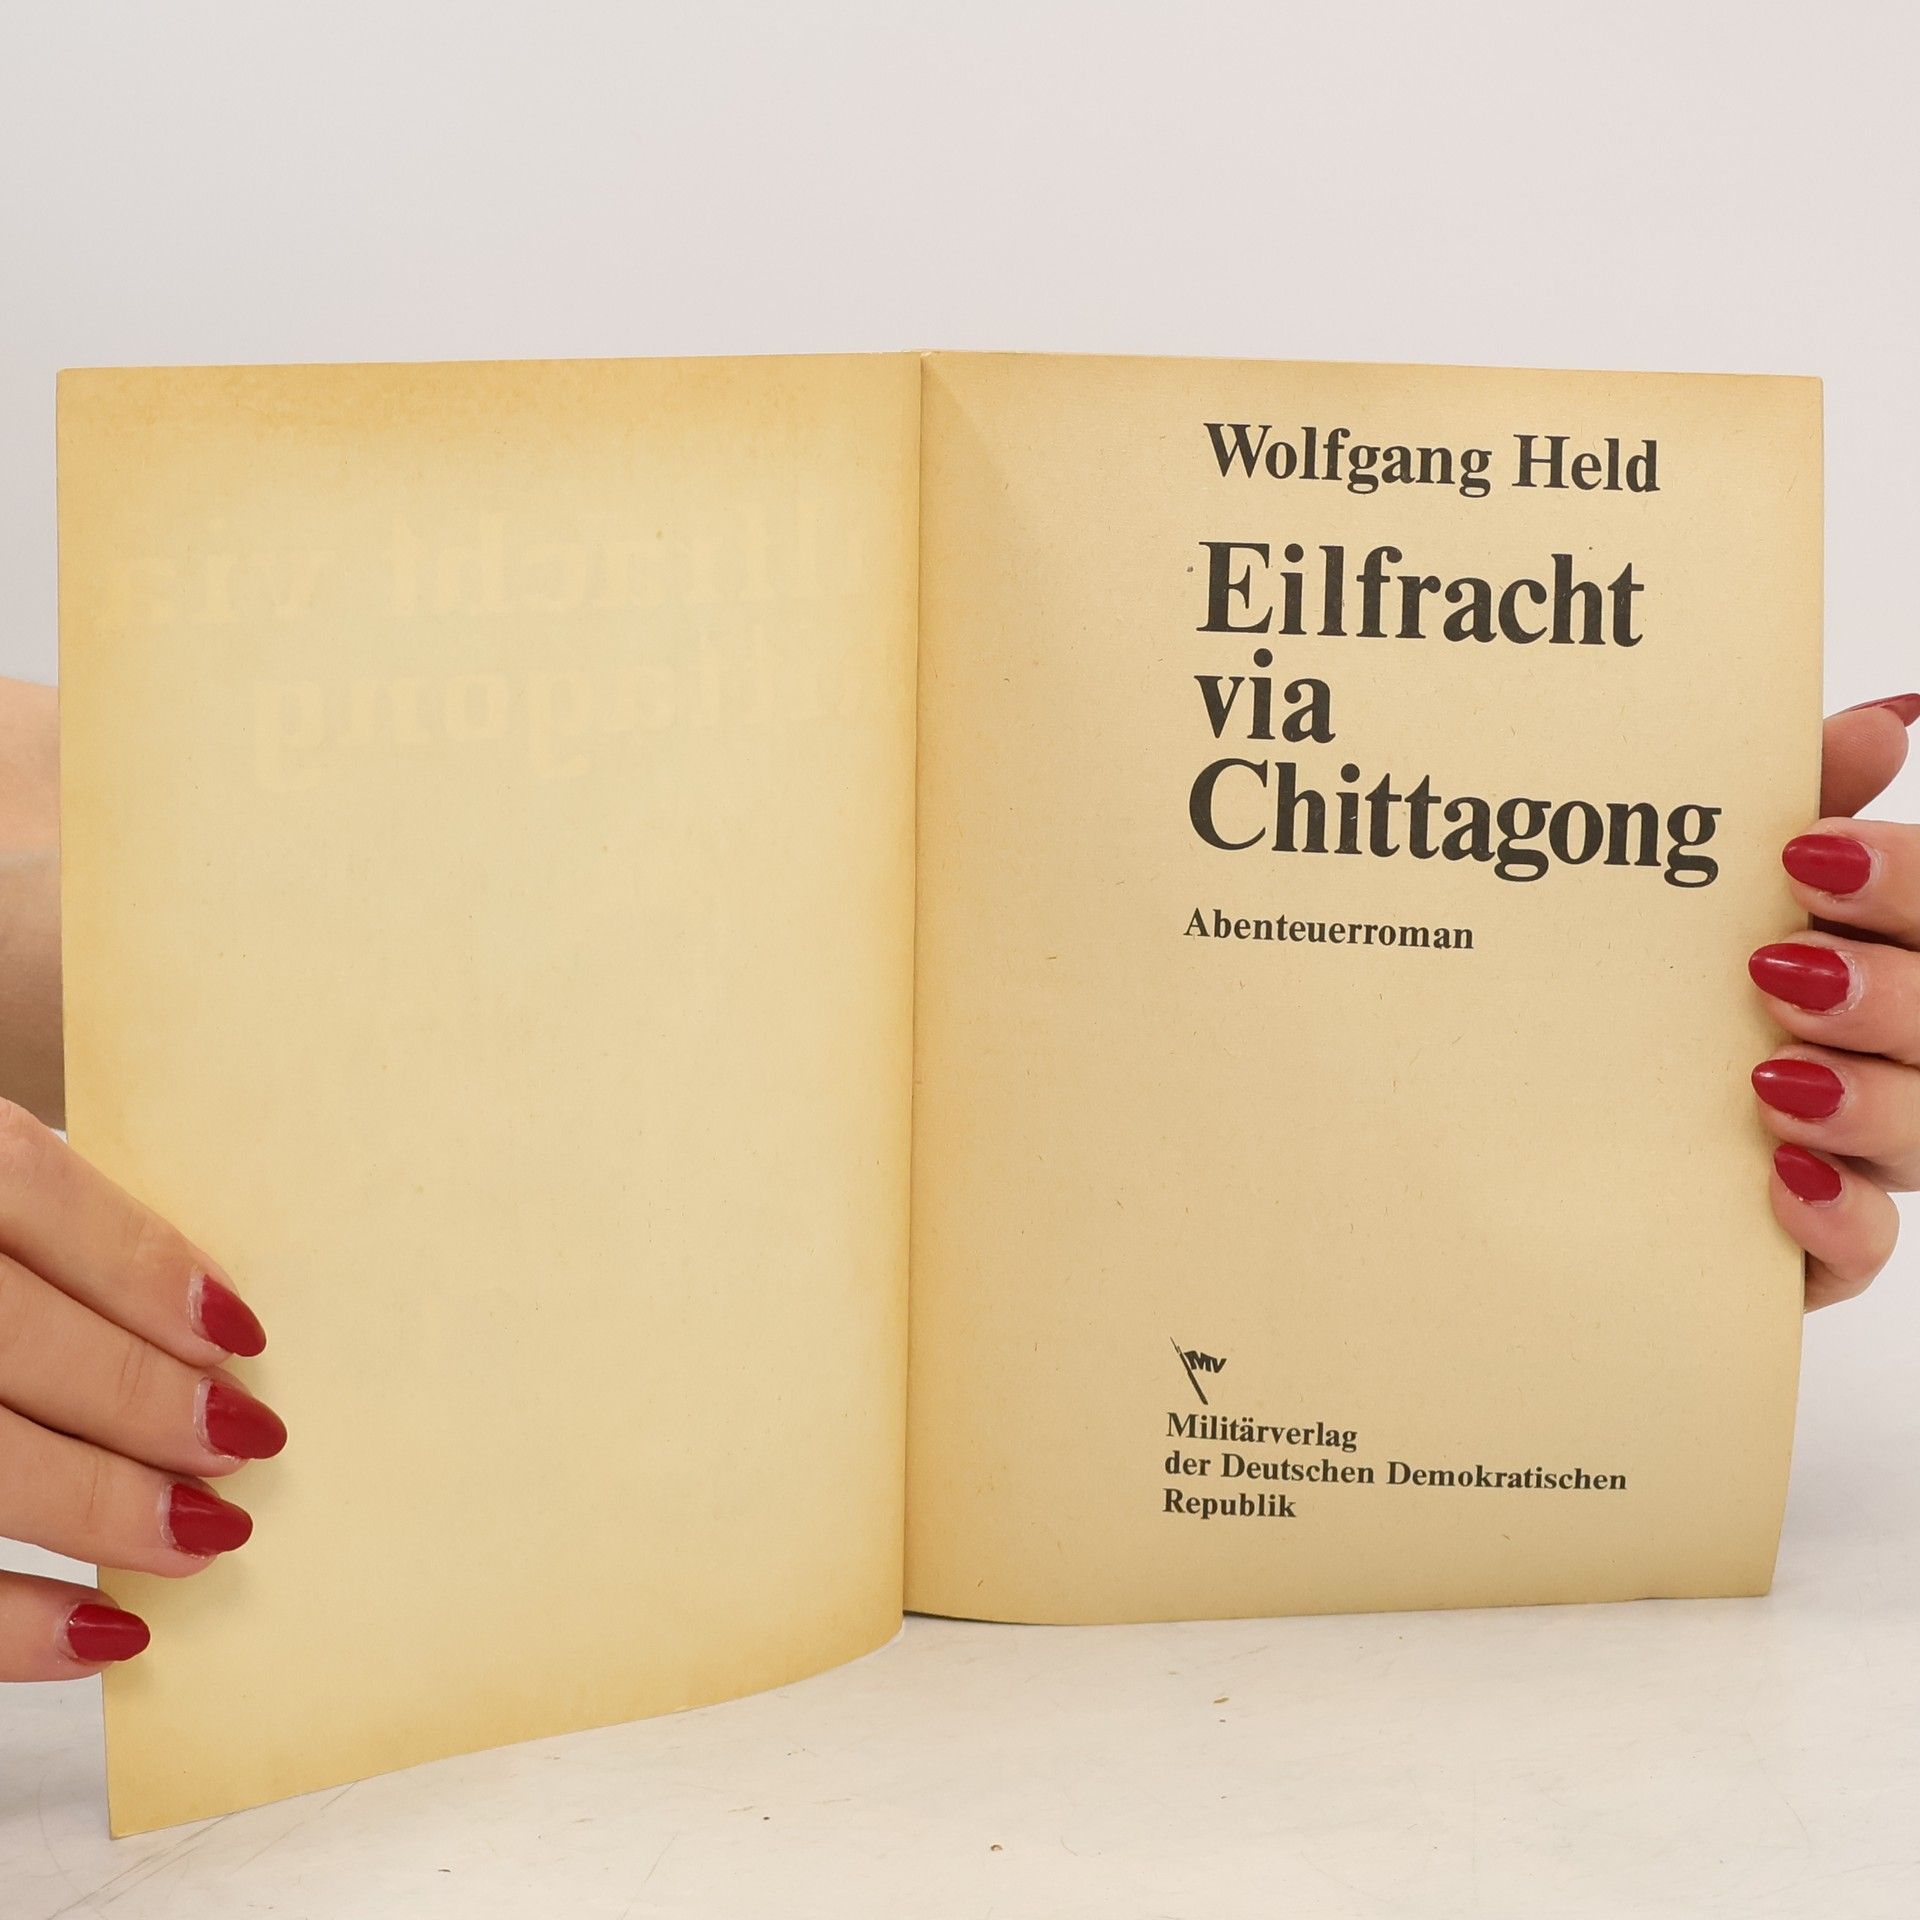 Wolfgang Held
Eilfracht
via
Chittagong
Abenteuerroman
MV
Militärverlag
der Deutschen Demokratischen
Republik